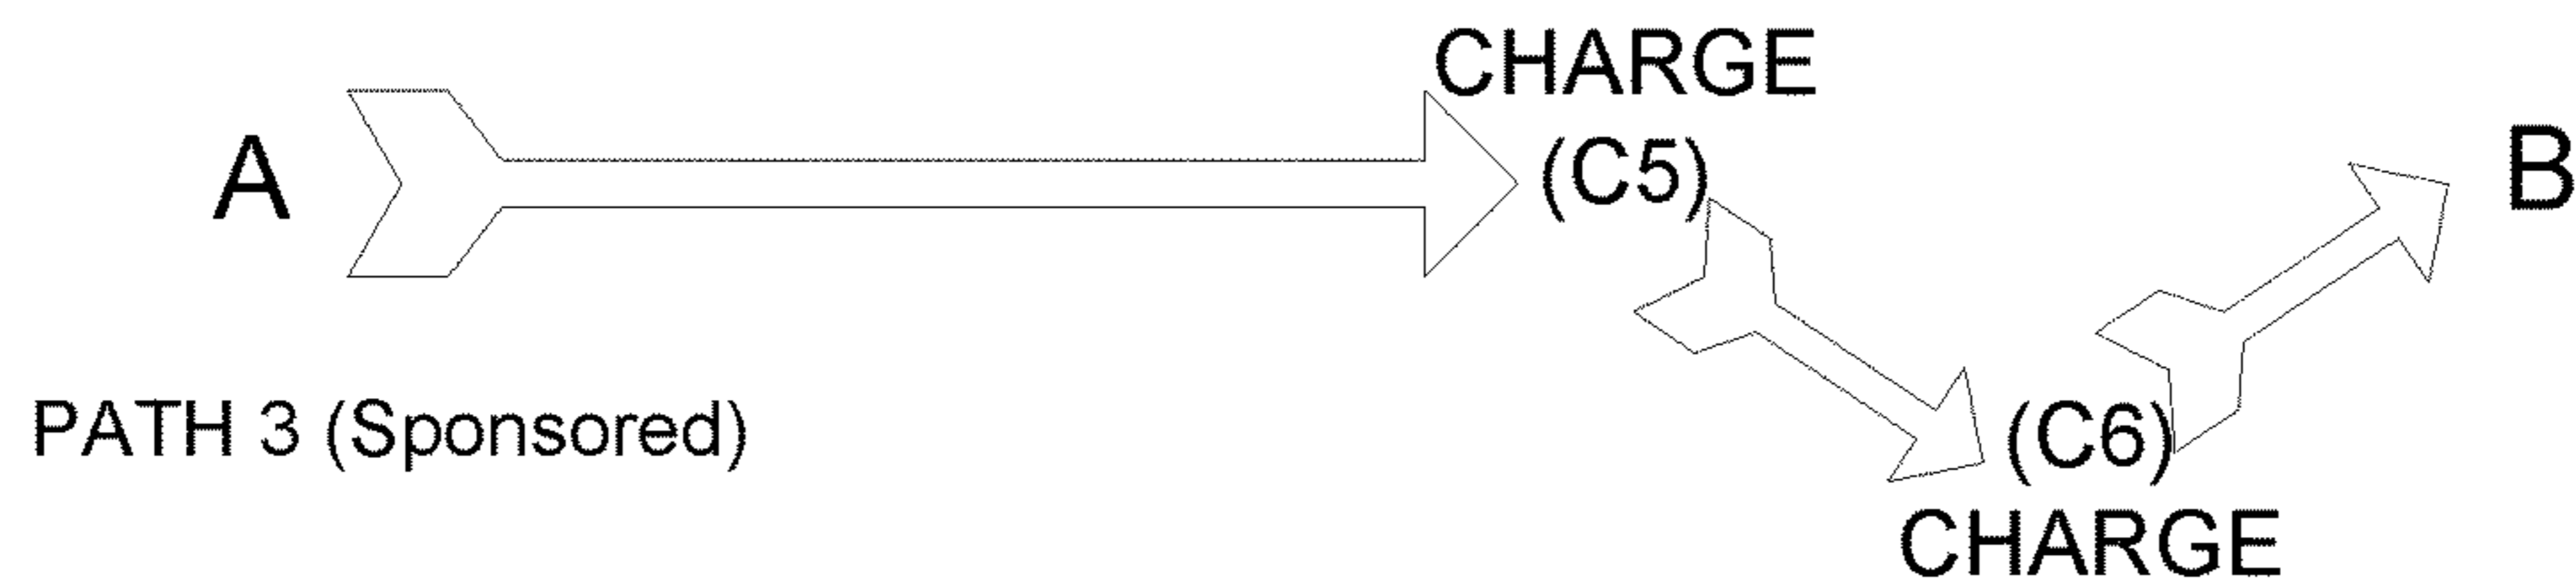 CHARGE
A
(C5)
B
PATH 3 (Sponsored)
(C6)
CHARGE